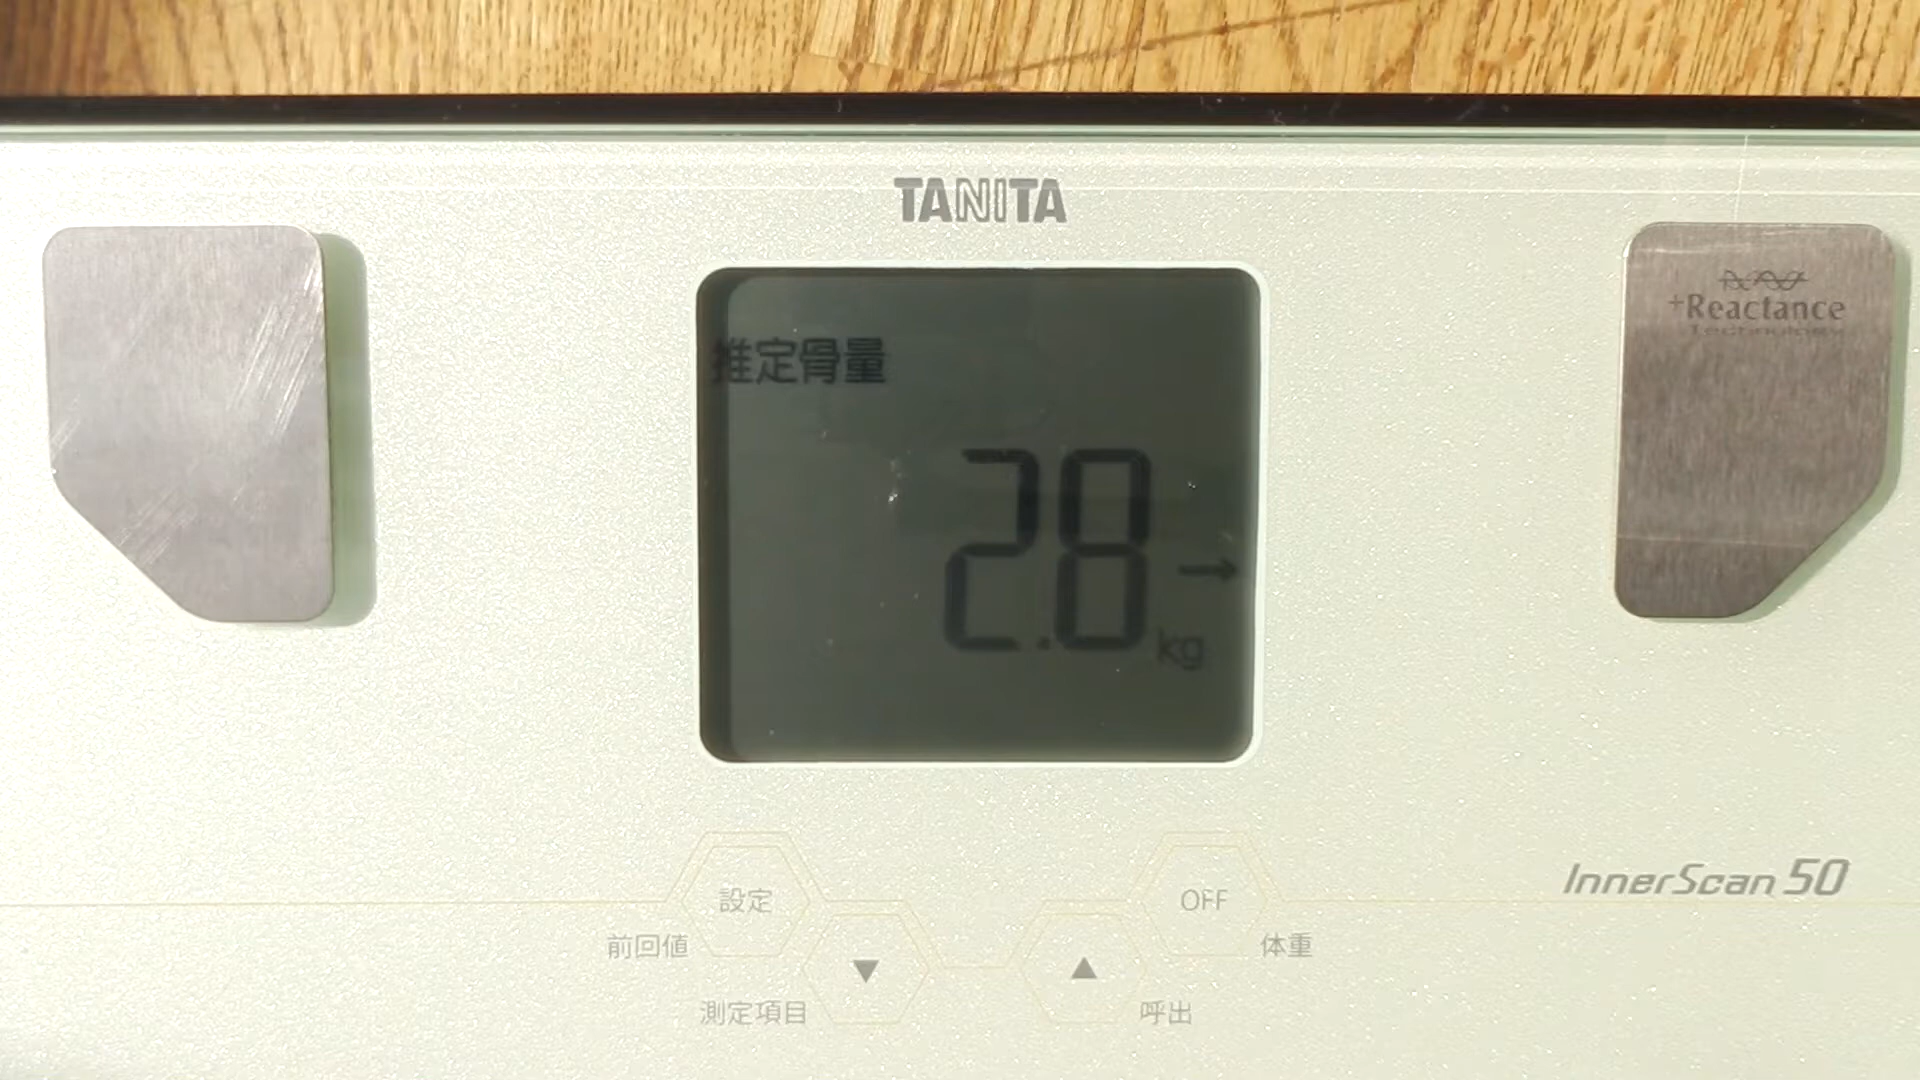 TANITA
+Reactance
Technology
推定骨量
2.8 kg →
InnerScan 50
設定
OFF
前回値
体重
▼
▲
測定項目
呼出